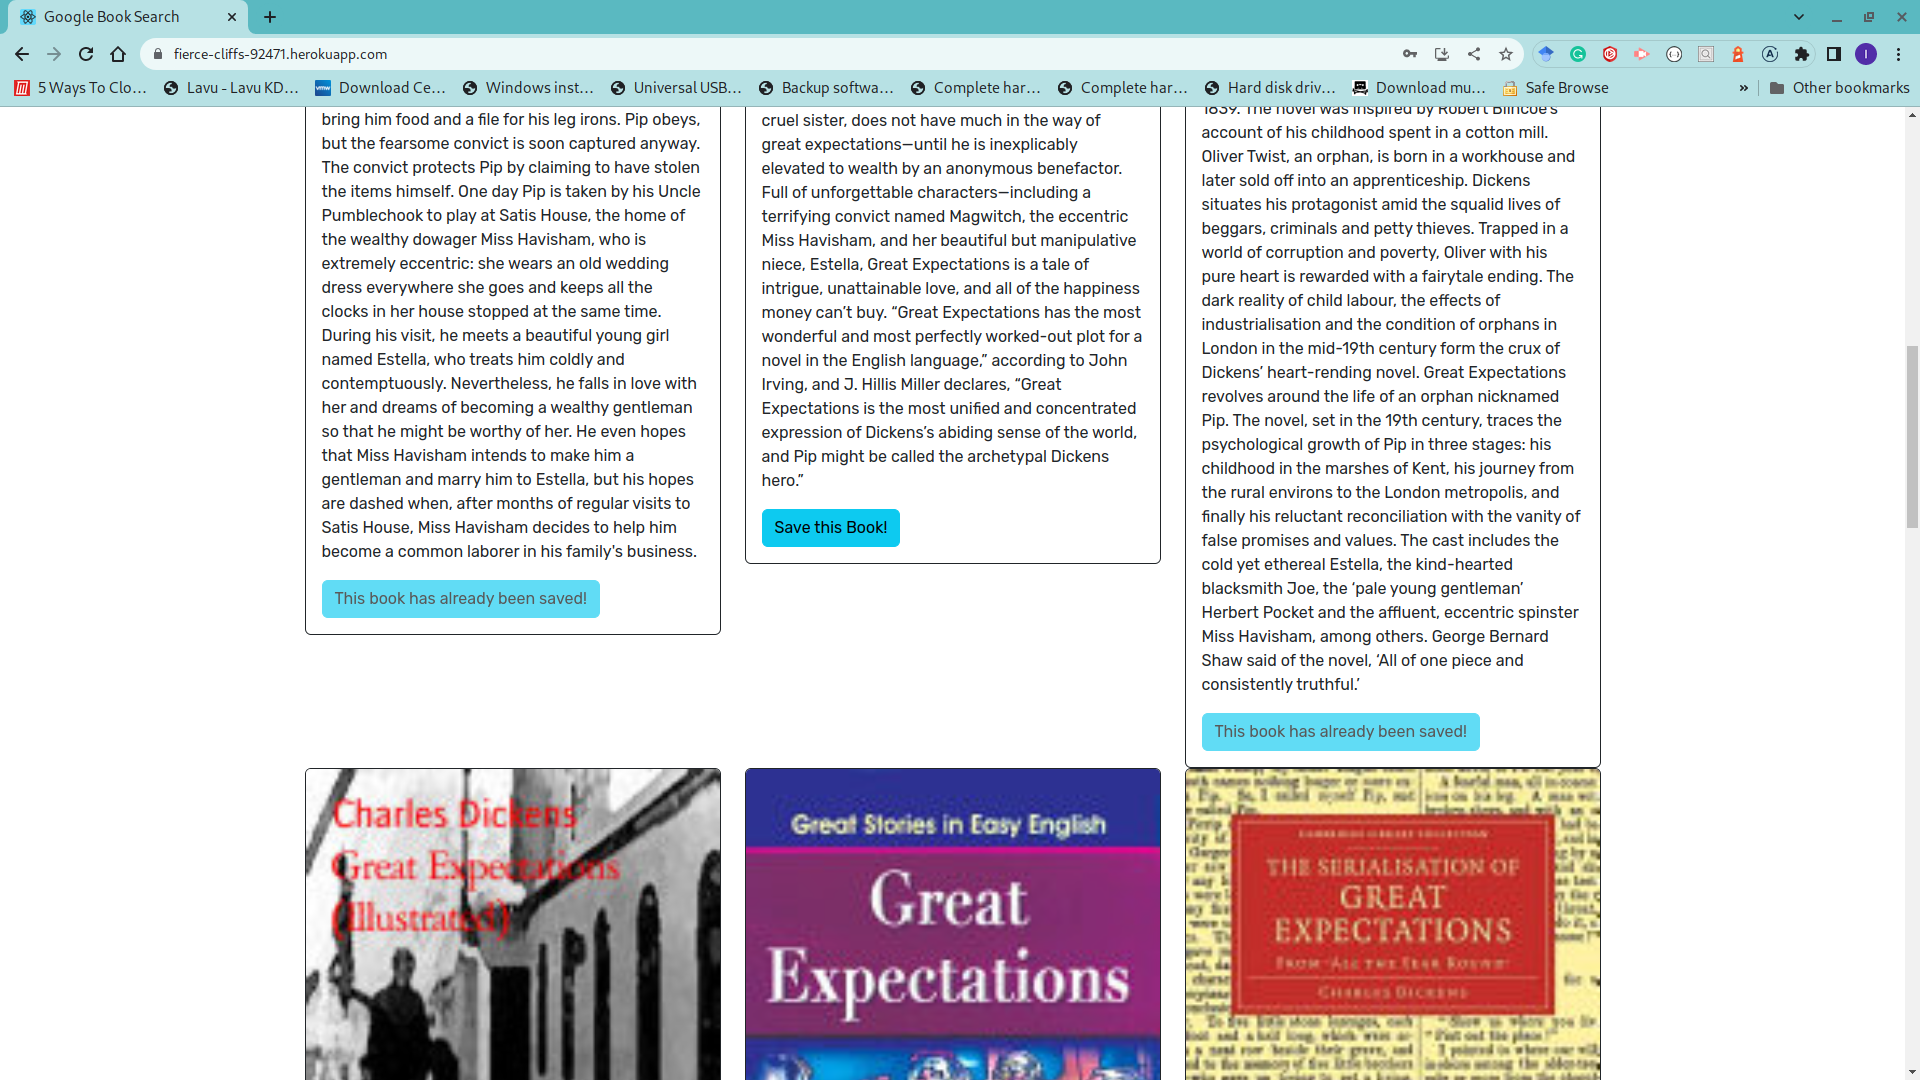 Google Book Search
fierce-cliffs-92471.herokuapp.com
I
5 Ways To Clo...
Lavu - Lavu KD...
vmw
Download Ce...
Windows inst...
Universal USB...
Backup softwa...
Complete har...
Complete har...
Hard disk driv...
Download mu...
Safe Browse
»
Other bookmarks
bring him food and a file for his leg irons. Pip obeys,
but the fearsome convict is soon captured anyway.
The convict protects Pip by claiming to have stolen
the items himself. One day Pip is taken by his Uncle
Pumblechook to play at Satis House, the home of
the wealthy dowager Miss Havisham, who is
extremely eccentric: she wears an old wedding
dress everywhere she goes and keeps all the
clocks in her house stopped at the same time.
During his visit, he meets a beautiful young girl
named Estella, who treats him coldly and
contemptuously. Nevertheless, he falls in love with
her and dreams of becoming a wealthy gentleman
so that he might be worthy of her. He even hopes
that Miss Havisham intends to make him a
gentleman and marry him to Estella, but his hopes
are dashed when, after months of regular visits to
Satis House, Miss Havisham decides to help him
become a common laborer in his family's business.
This book has already been saved!
cruel sister, does not have much in the way of
great expectations—until he is inexplicably
elevated to wealth by an anonymous benefactor.
Full of unforgettable characters—including a
terrifying convict named Magwitch, the eccentric
Miss Havisham, and her beautiful but manipulative
niece, Estella, Great Expectations is a tale of
intrigue, unattainable love, and all of the happiness
money can’t buy. “Great Expectations has the most
wonderful and most perfectly worked-out plot for a
novel in the English language,” according to John
Irving, and J. Hillis Miller declares, “Great
Expectations is the most unified and concentrated
expression of Dickens’s abiding sense of the world,
and Pip might be called the archetypal Dickens
hero.”
Save this Book!
1839. The novel was inspired by Robert Blincoe’s
account of his childhood spent in a cotton mill.
Oliver Twist, an orphan, is born in a workhouse and
later sold off into an apprenticeship. Dickens
situates his protagonist amid the squalid lives of
beggars, criminals and petty thieves. Trapped in a
world of corruption and poverty, Oliver with his
pure heart is rewarded with a fairytale ending. The
dark reality of child labour, the effects of
industrialisation and the condition of orphans in
London in the mid-19th century form the crux of
Dickens’ heart-rending novel. Great Expectations
revolves around the life of an orphan nicknamed
Pip. The novel, set in the 19th century, traces the
psychological growth of Pip in three stages: his
childhood in the marshes of Kent, his journey from
the rural environs to the London metropolis, and
finally his reluctant reconciliation with the vanity of
false promises and values. The cast includes the
cold yet ethereal Estella, the kind-hearted
blacksmith Joe, the ‘pale young gentleman’
Herbert Pocket and the affluent, eccentric spinster
Miss Havisham, among others. George Bernard
Shaw said of the novel, ‘All of one piece and
consistently truthful.’
This book has already been saved!
Charles Dickens
Great Expectations
(Illustrated)
Great Stories in Easy English
Great
Expectations
CAMBRIDGE LIBRARY COLLECTION
THE SERIALISATION OF
GREAT
EXPECTATIONS
FROM ‘ALL THE YEAR ROUND’
CHARLES DICKENS